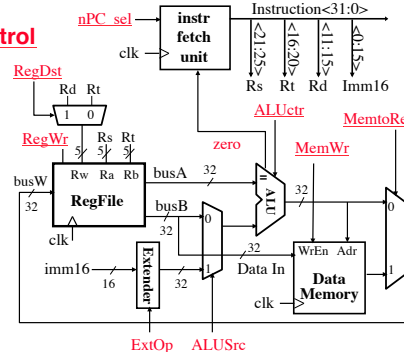 nPC_sel
instr
fetch
unit
Instruction<31:0>
clk
<21:25>
<16:20>
<11:15>
<0:15>
Rs
Rt
Rd
Imm16
trol
RegDst
Rd
Rt
1
0
ALUctr
MemtoRe
RegWr
Rs
Rt
5
5
5
zero
MemWr
busW
32
Rw
Ra
Rb
RegFile
clk
busA
32
busB
32
=
ALU
32
0
1
0
1
32
WrEn
Adr
Data In
Data
Memory
clk
imm16
16
Extender
32
ExtOp
ALUSrc